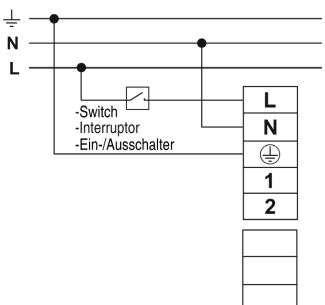 N
L
-Switch
-Interruptor
-Ein-/Ausschalter
L
N
1
2